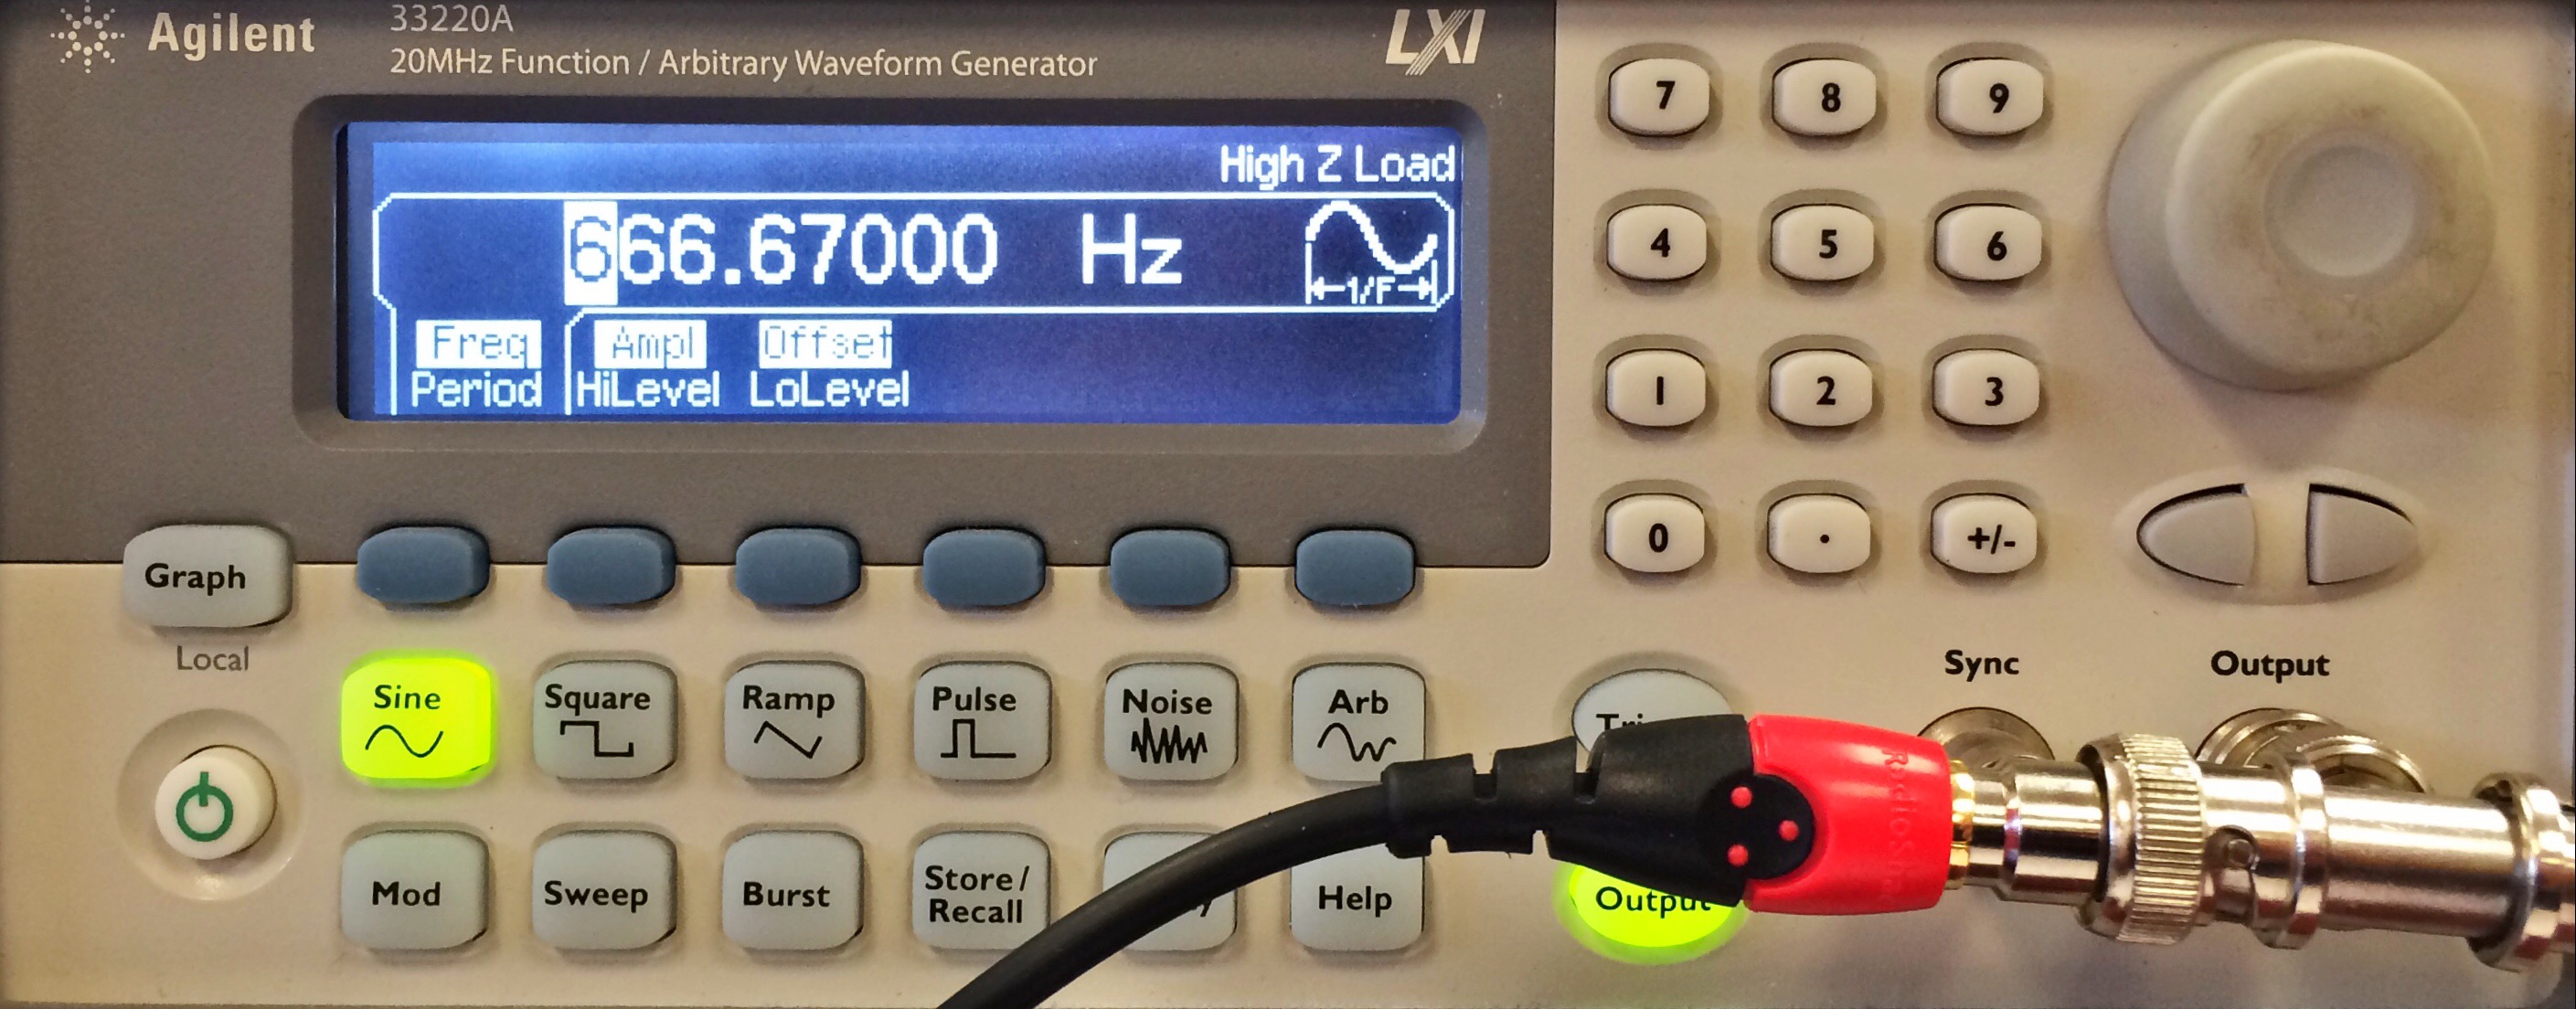 Agilent
33220A
20MHz Function / Arbitrary Waveform Generator
LXI
High Z Load
666.67000 Hz
1/F
Freq Ampl Offset
Period HiLevel LoLevel
7 8 9
4 5 6
1 2 3
0 . +/-
Graph
Local
Sync Output
Sine Square Ramp Pulse Noise Arb
Mod Sweep Burst Store/
Recall Help
Output
RadioShack